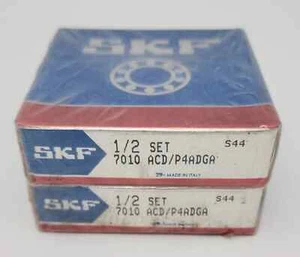 SKF
SKF
1/2 SET
S44
7010 ACD/P4ADGA
MADE IN ITALY
SKF
1/2 SET
S44
7010 ACD/P4ADGA